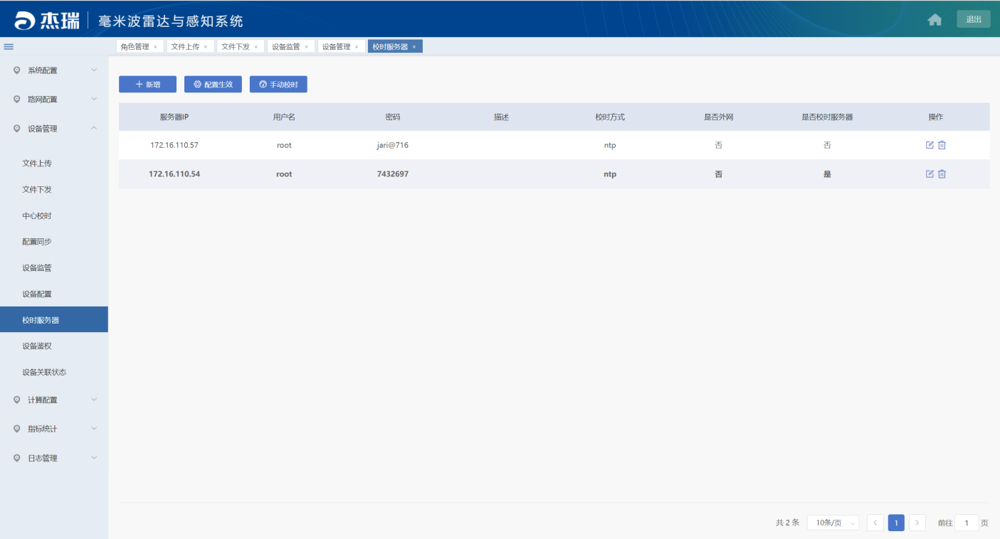 杰瑞 毫米波雷达与感知系统 退出
角色管理 × 文件上传 × 文件下发 × 设备监管 × 设备管理 × 校时服务器 ×
系统配置
路网配置
设备管理
文件上传
文件下发
中心校时
配置同步
设备监管
设备配置
校时服务器
设备鉴权
设备关联状态
计算配置
指标统计
日志管理
新增 配置生效 手动校时
服务器IP 用户名 密码 描述 校时方式 是否外网 是否校时服务器 操作
172.16.110.57 root jari@716 ntp 否 否
172.16.110.54 root 7432697 ntp 否 是
共 2 条 10条/页 1 前往 1 页